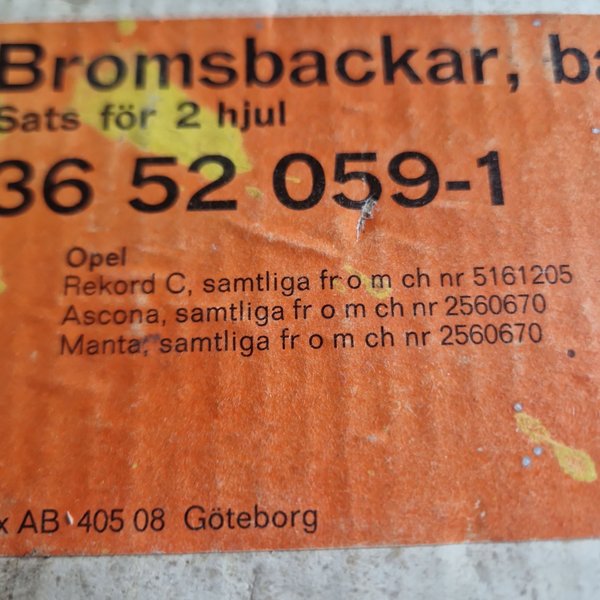 Bromsbackar, ba
Sats för 2 hjul
36 52 059-1
Opel
Rekord C, samtliga fr o m ch nr 5161205
Ascona, samtliga fr o m ch nr 2560670
Manta, samtliga fr o m ch nr 2560670
x AB 405 08 Göteborg